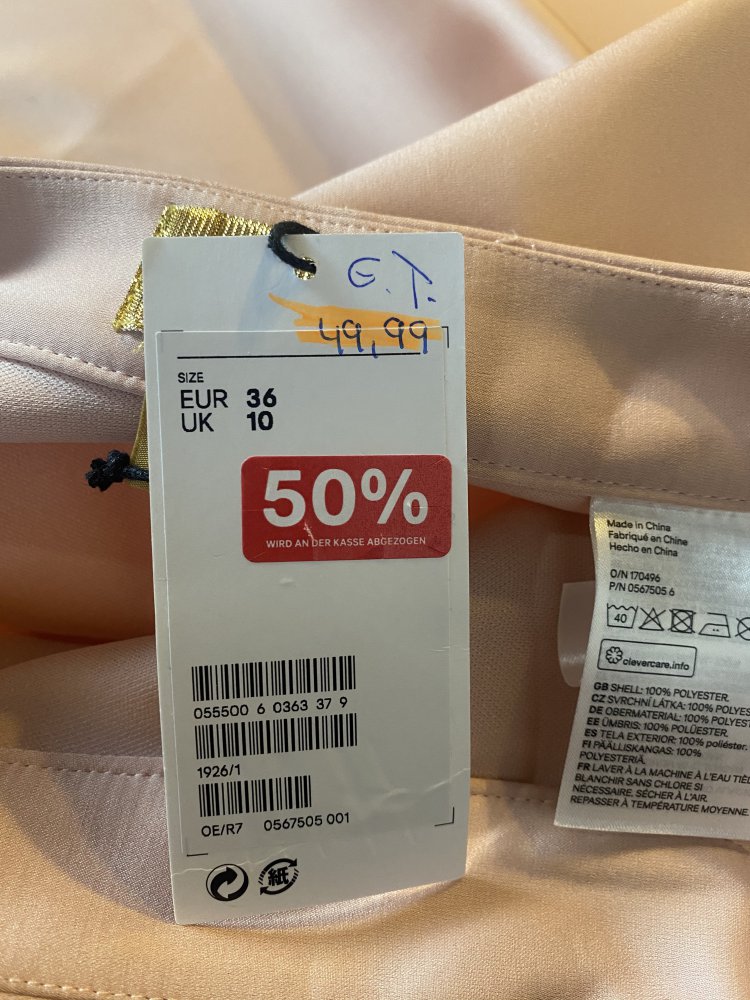 G.T.
49,99
SIZE
EUR 36
UK 10
50%
WIRD AN DER KASSE ABGEZOGEN
055500 6 0363 37 9
1926/1
OE/R7 0567505 001
紙
Made in China
Fabriqué en Chine
Hecho en China
O/N 170496
P/N 0567505 6
40
clevercare.info
GB SHELL: 100% POLYESTER.
CZ SVRCHNÍ LÁTKA: 100% POLYES
DE OBERMATERIAL: 100% POLYEST
EE ÜMBRIS: 100% POLÜESTER.
ES TELA EXTERIOR: 100% poliéster.
FI PÄÄLLISKANGAS: 100%
POLYESTERIÄ.
FR LAVER À LA MACHINE À L'EAU TIÈD
BLANCHIR SANS CHLORE SI
NÉCESSAIRE. SÉCHER À L'AIR.
REPASSER À TEMPÉRATURE MOYENNE.